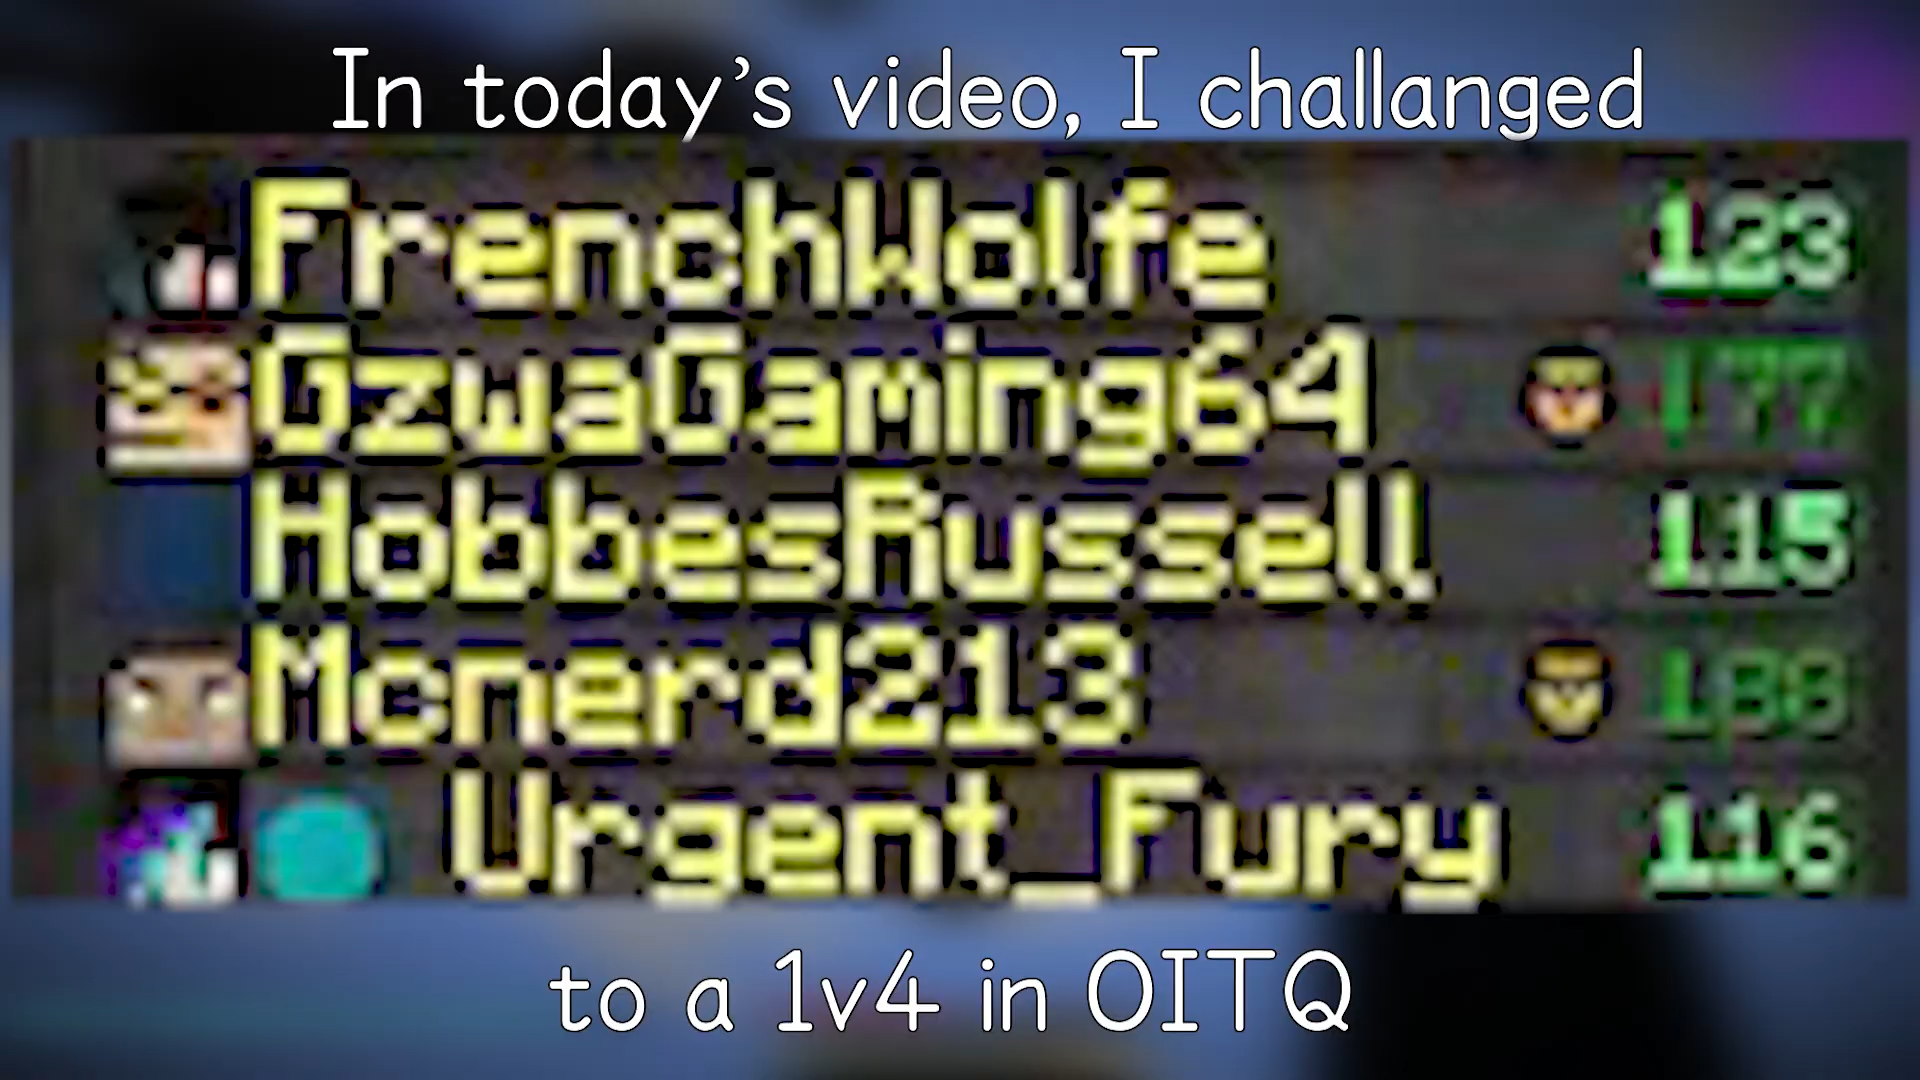 In today's video, I challanged
FrenchWolfe 123
GzwaGaming64
HobbesRussell 115
Mcnerd213
Urgent_Fury 116
to a 1v4 in OITQ